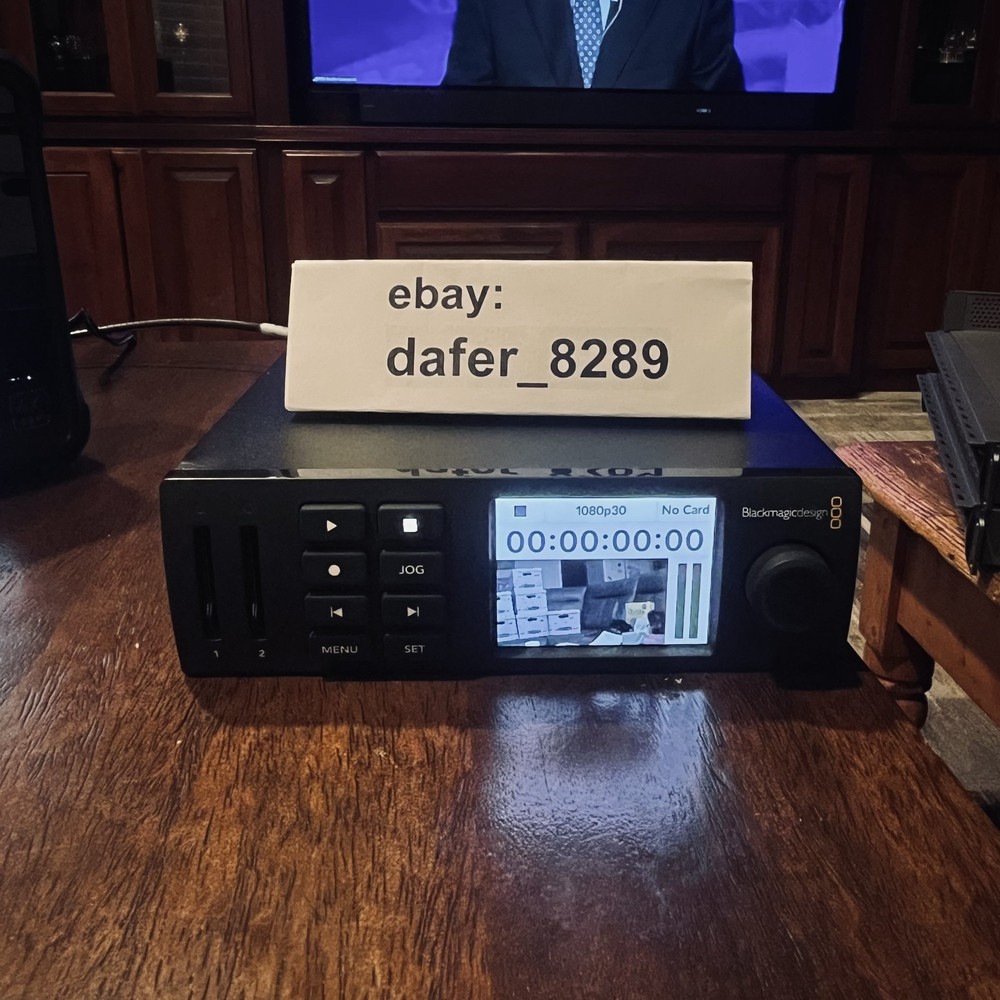 ebay:
dafer_8289
1080p30
No Card
00:00:00:00
Blackmagicdesign
JOG
MENU
SET
1
2